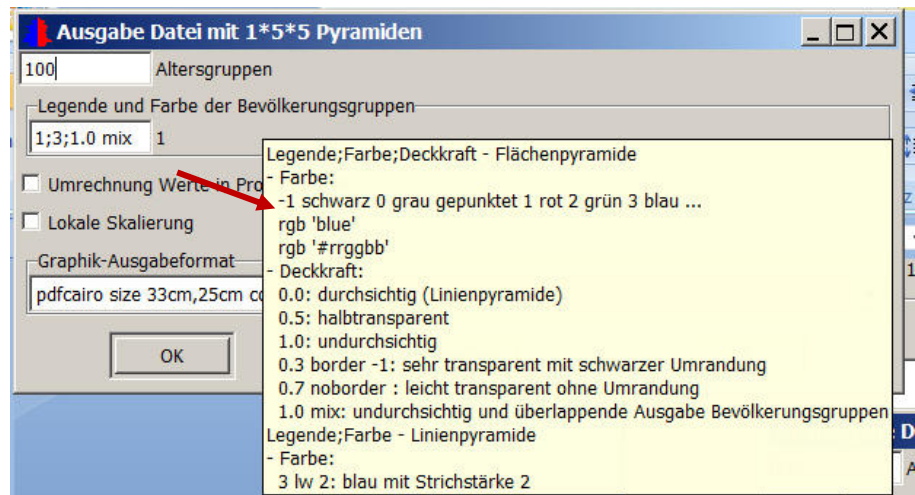 Ausgabe Datei mit 1*5*5 Pyramiden
100 Altersgruppen
Legende und Farbe der Bevölkerungsgruppen
1;3;1.0 mix 1
Umrechnung Werte in Pro
Lokale Skalierung
Graphik-Ausgabeformat
pdfcairo size 33cm,25cm co
OK
Legende;Farbe;Deckkraft - Flächenpyramide
- Farbe:
-1 schwarz 0 grau gepunktet 1 rot 2 grün 3 blau ...
rgb 'blue'
rgb '#rrggbb'
- Deckkraft:
0.0: durchsichtig (Linienpyramide)
0.5: halbtransparent
1.0: undurchsichtig
0.3 border -1: sehr transparent mit schwarzer Umrandung
0.7 noborder : leicht transparent ohne Umrandung
1.0 mix: undurchsichtig und überlappende Ausgabe Bevölkerungsgruppen
Legende;Farbe - Linienpyramide
- Farbe:
3 lw 2: blau mit Strichstärke 2